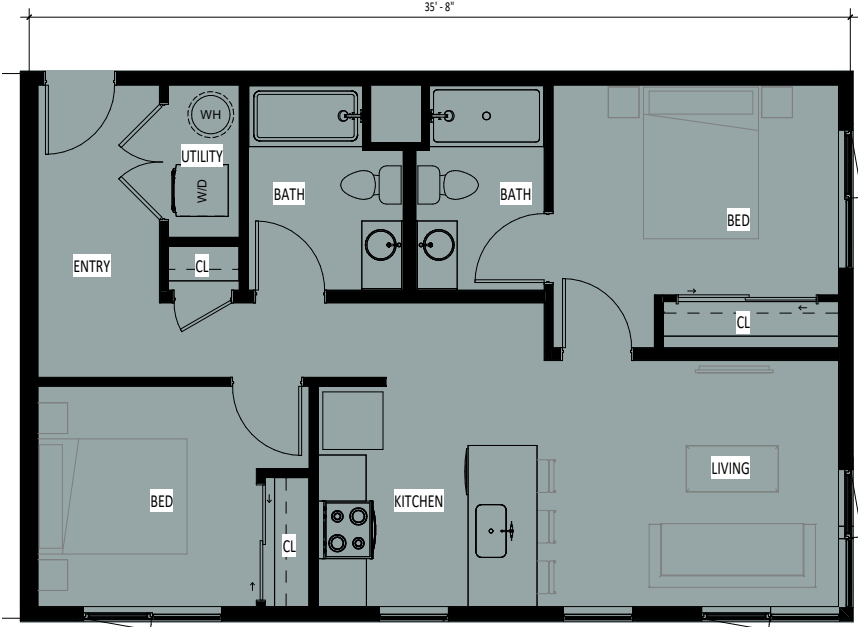 35' - 8"
WH
UTILITY
W/D
BATH
BATH
BED
ENTRY
CL
CL
LIVING
BED
KITCHEN
CL